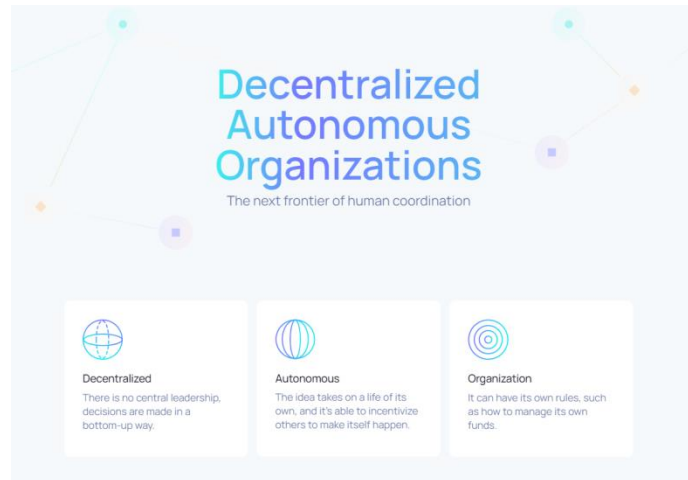 Decentralized
Autonomous
Organizations
The next frontier of human coordination
Decentralized
There is no central leadership,
decisions are made in a
bottom-up way.
Autonomous
The idea takes on a life of its
own, and it's able to incentivize
others to make itself happen.
Organization
It can have its own rules, such
as how to manage its own
funds.